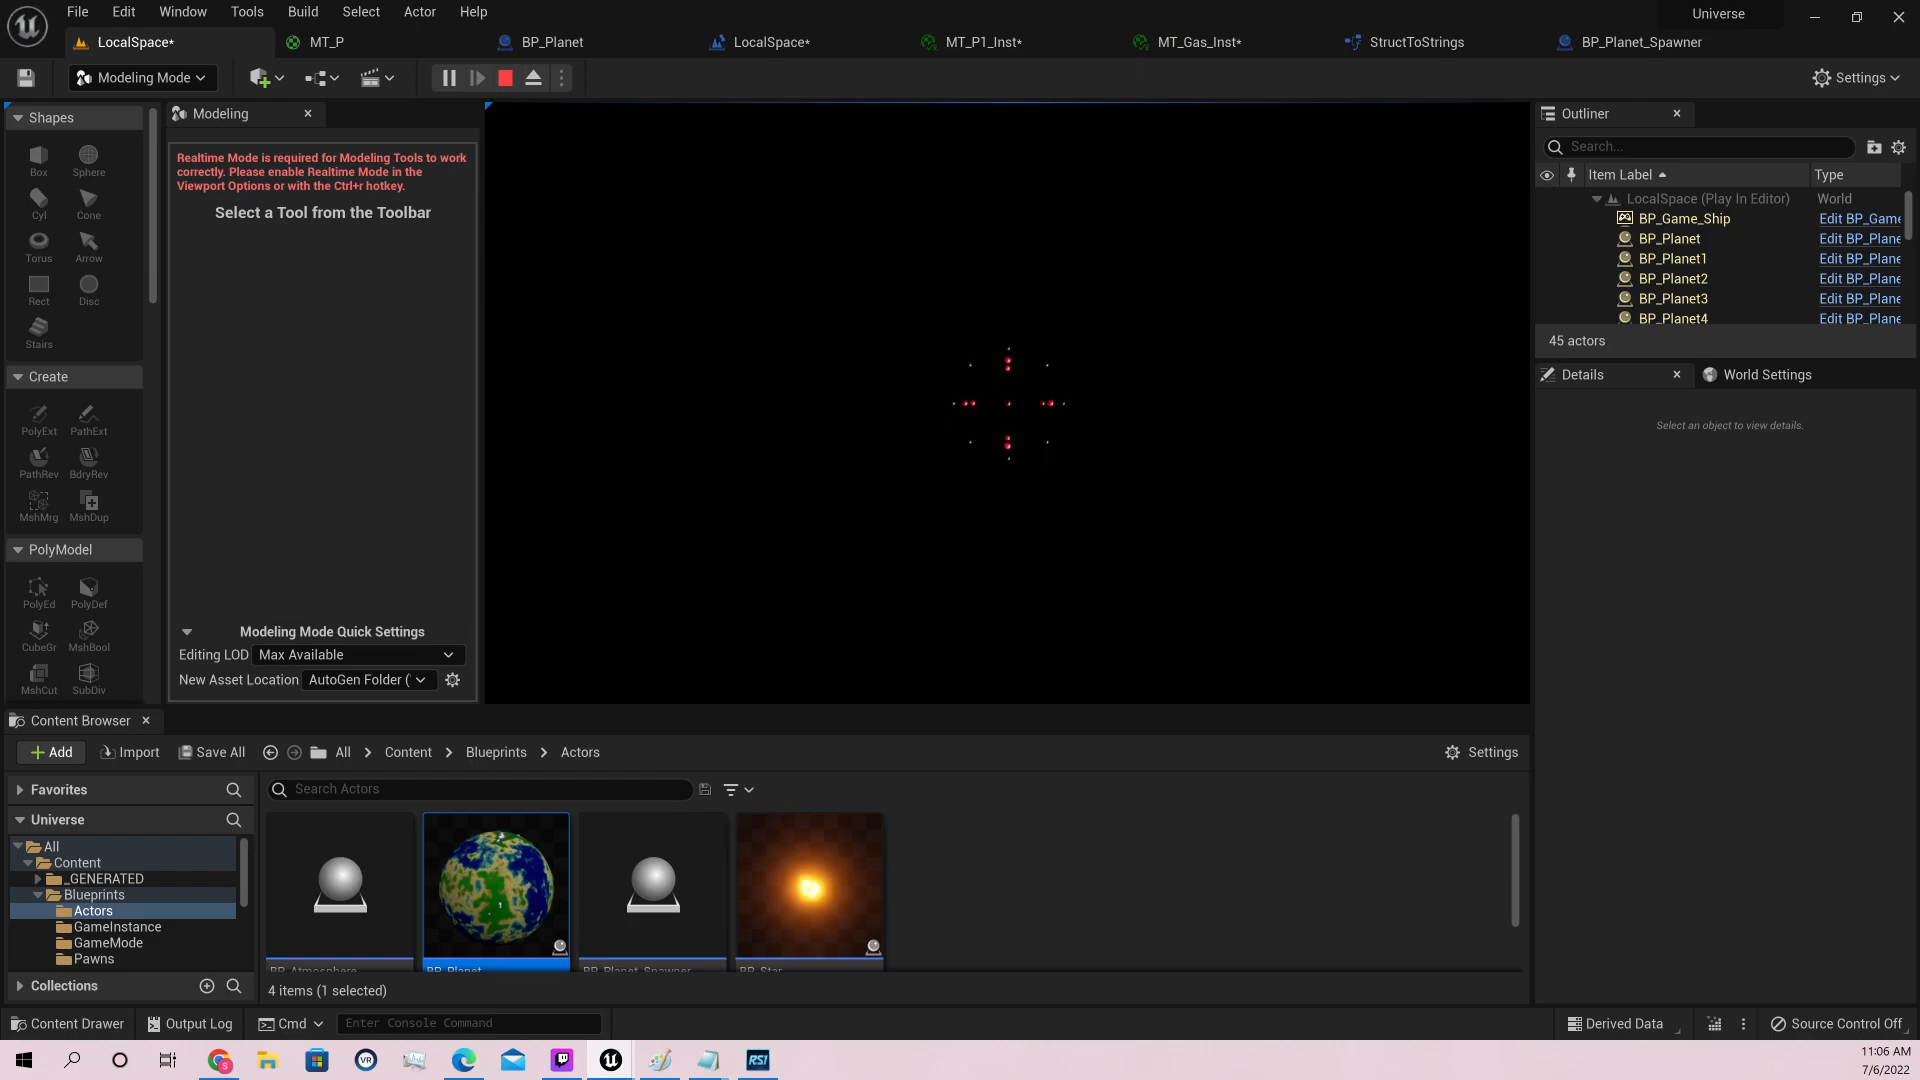 File Edit Window Tools Build Select Actor Help
Universe
LocalSpace*
MT_P
BP_Planet
LocalSpace*
MT_P1_Inst*
MT_Gas_Inst*
StructToStrings
BP_Planet_Spawner
Modeling Mode
Settings
Shapes
Box
Sphere
Cyl
Cone
Torus
Arrow
Rect
Disc
Stairs
Create
PolyExt
PathExt
PathRev
BdryRev
MshMrg
MshDup
PolyModel
PolyEd
PolyDef
CubeGr
MshBool
MshCut
SubDiv
Modeling
Realtime Mode is required for Modeling Tools to work
correctly. Please enable Realtime Mode in the
Viewport Options or with the Ctrl+r hotkey.
Select a Tool from the Toolbar
Modeling Mode Quick Settings
Editing LOD Max Available
New Asset Location AutoGen Folder (
Outliner
Search...
Item Label
Type
LocalSpace (Play In Editor) World
BP_Game_Ship Edit BP_Game
BP_Planet Edit BP_Plane
BP_Planet1 Edit BP_Plane
BP_Planet2 Edit BP_Plane
BP_Planet3 Edit BP_Plane
BP_Planet4 Edit BP_Plane
45 actors
Details
World Settings
Select an object to view details.
Content Browser
Add
Import
Save All
All
Content
Blueprints
Actors
Settings
Favorites
Universe
All
Content
_GENERATED
Blueprints
Actors
GameInstance
GameMode
Pawns
Collections
Search Actors
BP_Atmosphere
BP_Planet
BP_Planet_Spawner
BP_Star
4 items (1 selected)
Content Drawer
Output Log
Cmd
Enter Console Command
Derived Data
Source Control Off
VR
RSI
11:06 AM
7/6/2022